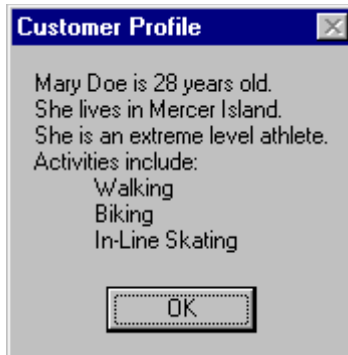 Customer Profile
Mary Doe is 28 years old.
She lives in Mercer Island.
She is an extreme level athlete.
Activities include:
Walking
Biking
In-Line Skating
OK